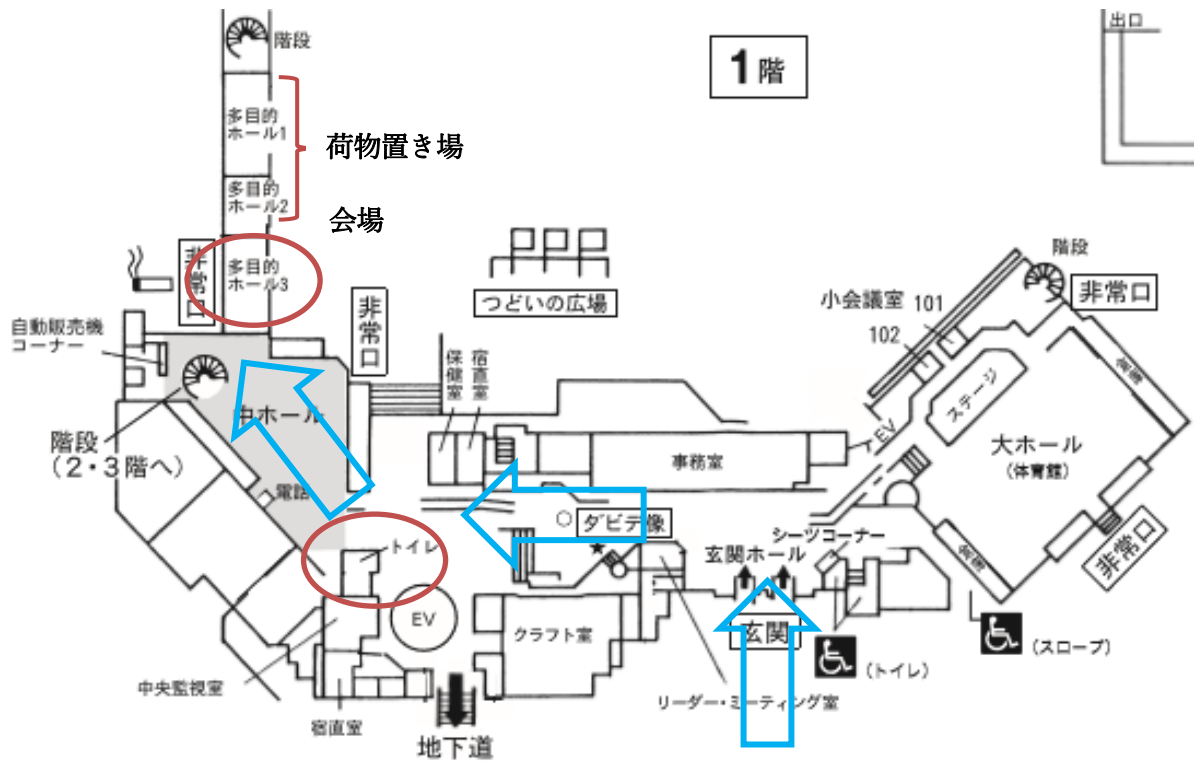 出口
階段
1階
多目的
ホール1
荷物置き場
多目的
ホール2
会場
階段
非常口
多目的
ホール3
つどいの広場
小会議室 101
102
非常口
非常口
自動販売機
コーナー
保健室
宿直室
ステージ
中ホール
EV
階段
(2・3階へ)
大ホール
(体育館)
事務室
電話
ダビデ像
シーツコーナー
トイレ
玄関ホール
非常口
EV
クラフト室
玄関
(スロープ)
(トイレ)
中央監視室
リーダー・ミーティング室
宿直室
地下道